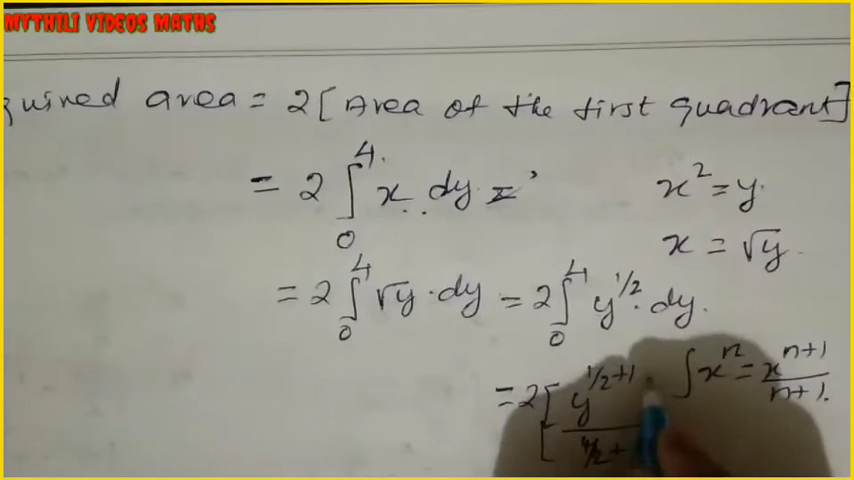 MYTHILI VIDEOS MATHS
quired area = 2 [Area of the first quadrant]
= 2 ∫₀⁴ x dy =
x² = y
x = √y
= 2 ∫₀⁴ √y · dy = 2 ∫₀⁴ y^(1/2) · dy.
∫ xⁿ = x^(n+1) / (n+1).
= 2 [ y^(1/2+1) / (1/2+